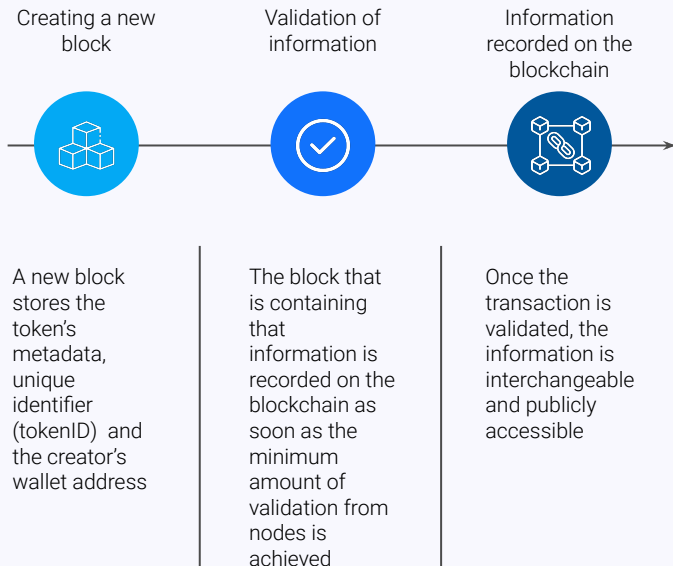 Creating a new
block
Validation of
information
Information
recorded on the
blockchain
A new block
stores the
token's
metadata,
unique
identifier
(tokenID) and
the creator's
wallet address
The block that
is containing
that
information is
recorded on the
blockchain as
soon as the
minimum
amount of
validation from
nodes is
achieved
Once the
transaction is
validated, the
information is
interchangeable
and publicly
accessible